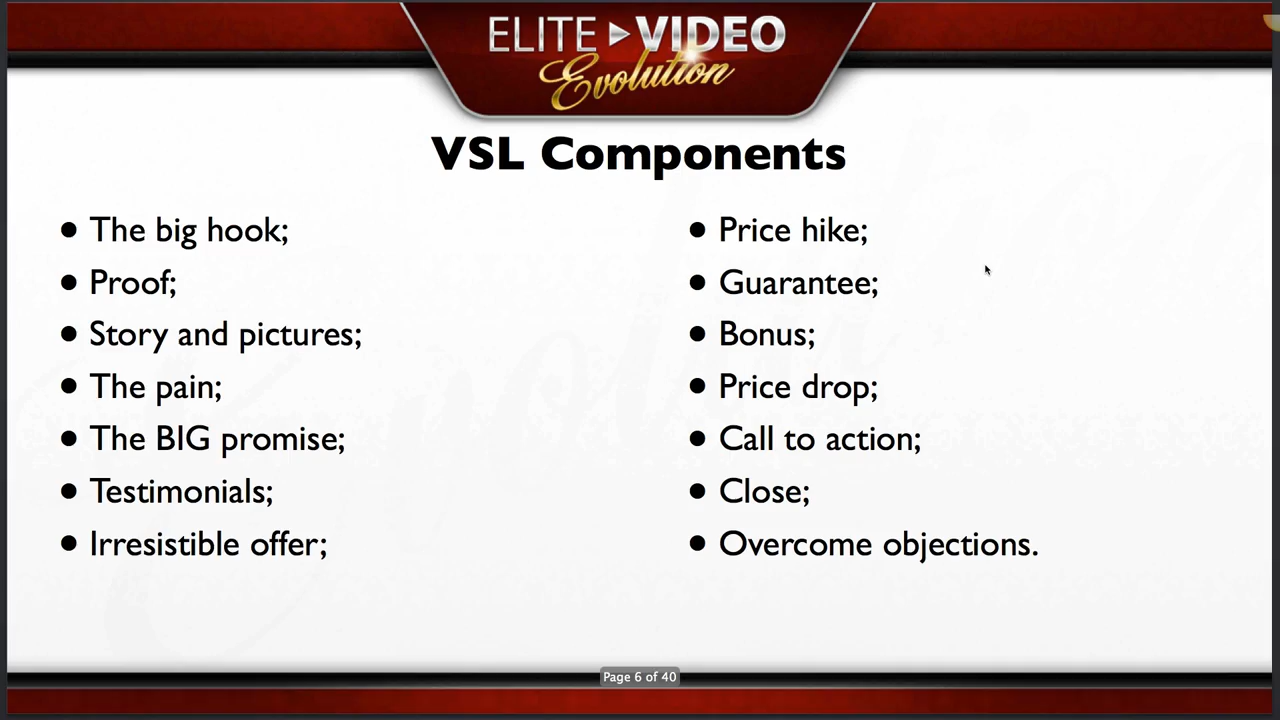 ELITE VIDEO
Evolution
VSL Components
• The big hook;
• Proof;
• Story and pictures;
• The pain;
• The BIG promise;
• Testimonials;
• Irresistible offer;
• Price hike;
• Guarantee;
• Bonus;
• Price drop;
• Call to action;
• Close;
• Overcome objections.
Page 6 of 40